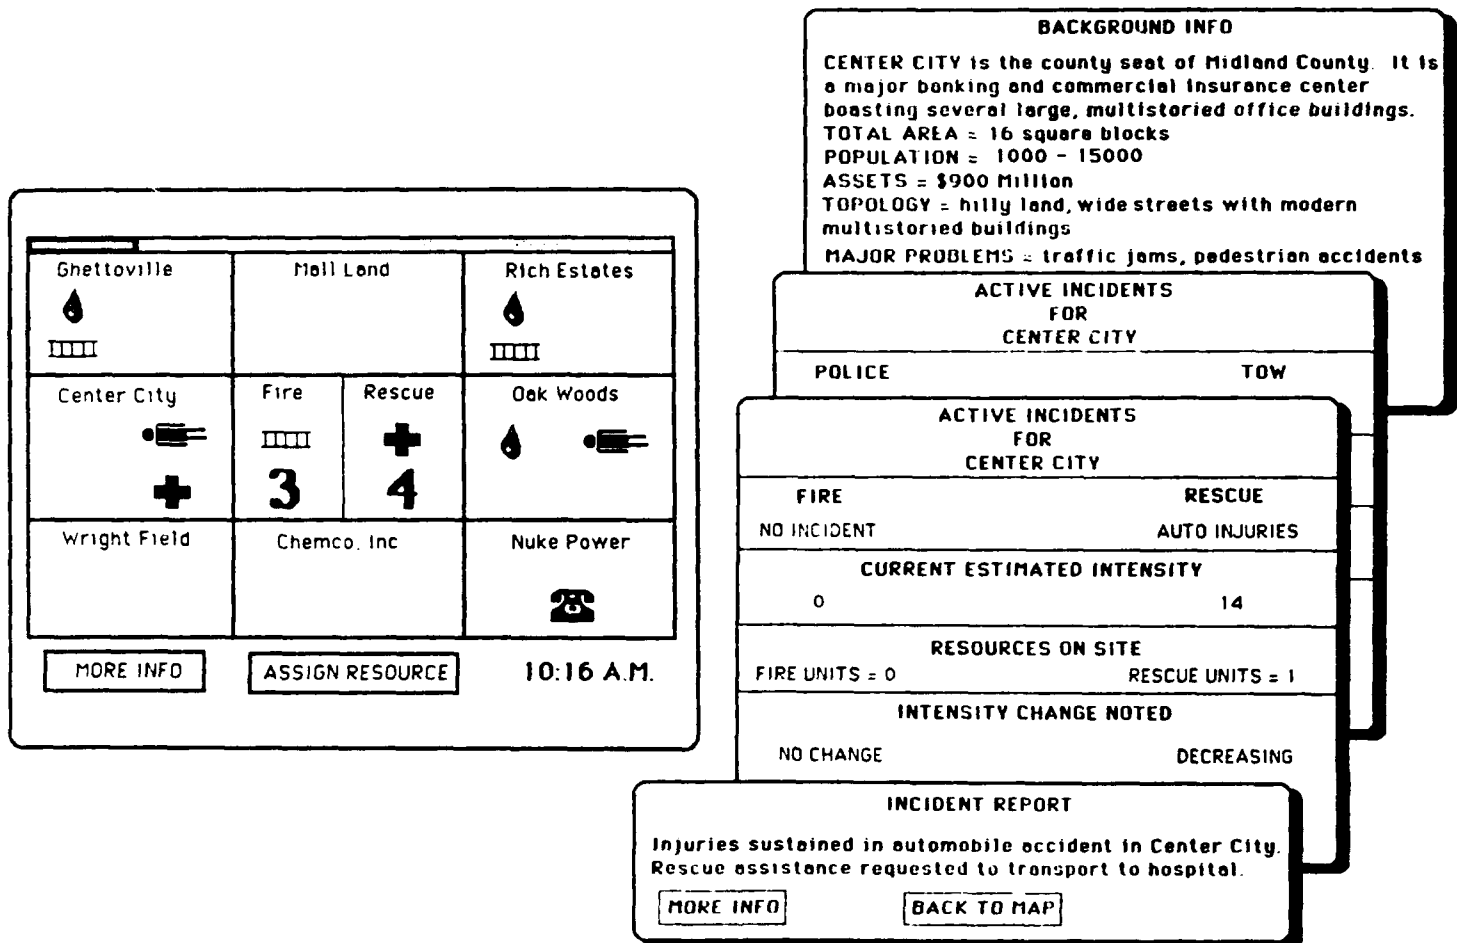 Ghettoville
Mall Land
Rich Estates
Center City
Fire
Rescue
Oak Woods
3
4
Wright Field
Chemco, Inc
Nuke Power
MORE INFO
ASSIGN RESOURCE
10:16 A.M.
BACKGROUND INFO
CENTER CITY is the county seat of Midland County. It is
a major banking and commercial insurance center
boasting several large, multistoried office buildings.
TOTAL AREA = 16 square blocks
POPULATION = 1000 - 15000
ASSETS = $900 Million
TOPOLOGY = hilly land, wide streets with modern
multistoried buildings
MAJOR PROBLEMS = traffic jams, pedestrian accidents
ACTIVE INCIDENTS
FOR
CENTER CITY
POLICE TOW
ACTIVE INCIDENTS
FOR
CENTER CITY
FIRE RESCUE
NO INCIDENT AUTO INJURIES
CURRENT ESTIMATED INTENSITY
0 14
RESOURCES ON SITE
FIRE UNITS = 0 RESCUE UNITS = 1
INTENSITY CHANGE NOTED
NO CHANGE DECREASING
INCIDENT REPORT
Injuries sustained in automobile accident in Center City.
Rescue assistance requested to transport to hospital.
MORE INFO BACK TO MAP